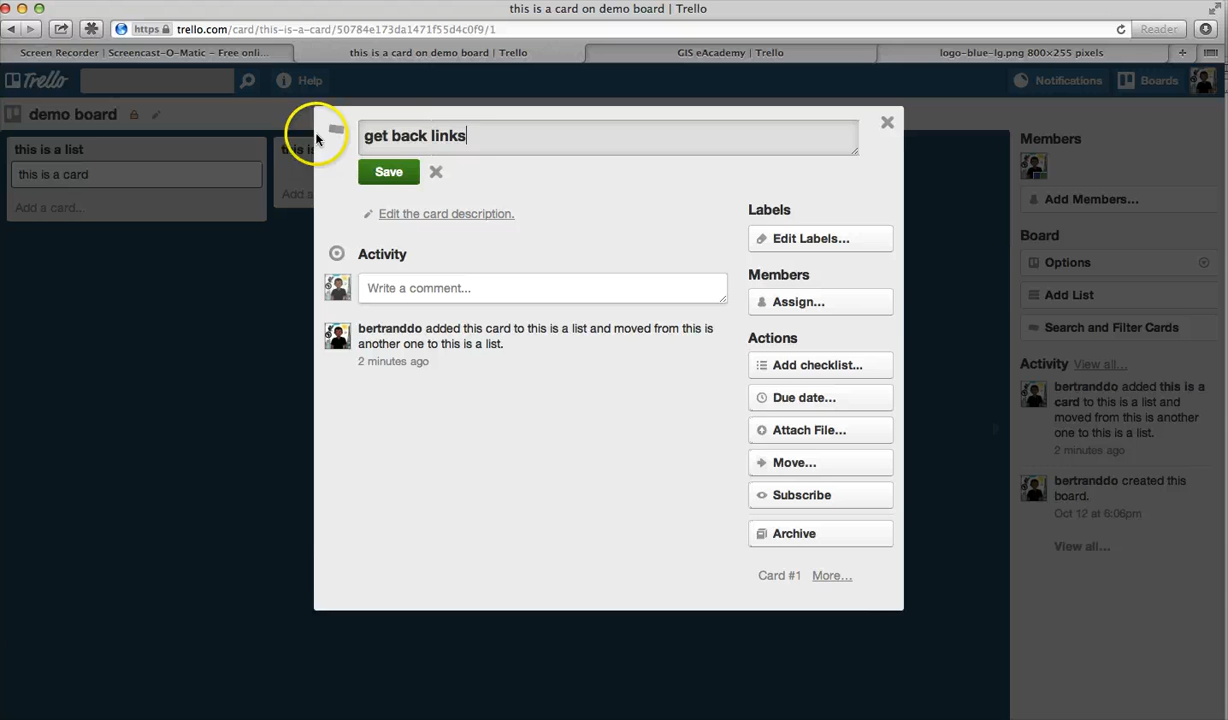 this is a card on demo board | Trello
https trello.com/card/this-is-a-card/50784e173da1471f55d4c0f9/1
Reader
Screen Recorder | Screencast-O-Matic – Free onli...
this is a card on demo board | Trello
GIS eAcademy | Trello
logo-blue-lg.png 800×255 pixels
Trello
Help
Notifications
Boards
demo board
this is a list
this is a card
Add a card...
this is
Add a
get back links
Save
Edit the card description.
Activity
Write a comment...
bertranddo added this card to this is a list and moved from this is
another one to this is a list.
2 minutes ago
Labels
Edit Labels...
Members
Assign...
Actions
Add checklist...
Due date...
Attach File...
Move...
Subscribe
Archive
Card #1 More...
Members
Add Members...
Board
Options
Add List
Search and Filter Cards
Activity View all...
bertranddo added this is a
card to this is a list and
moved from this is another
one to this is a list.
2 minutes ago
bertranddo created this
board.
Oct 12 at 6:06pm
View all...